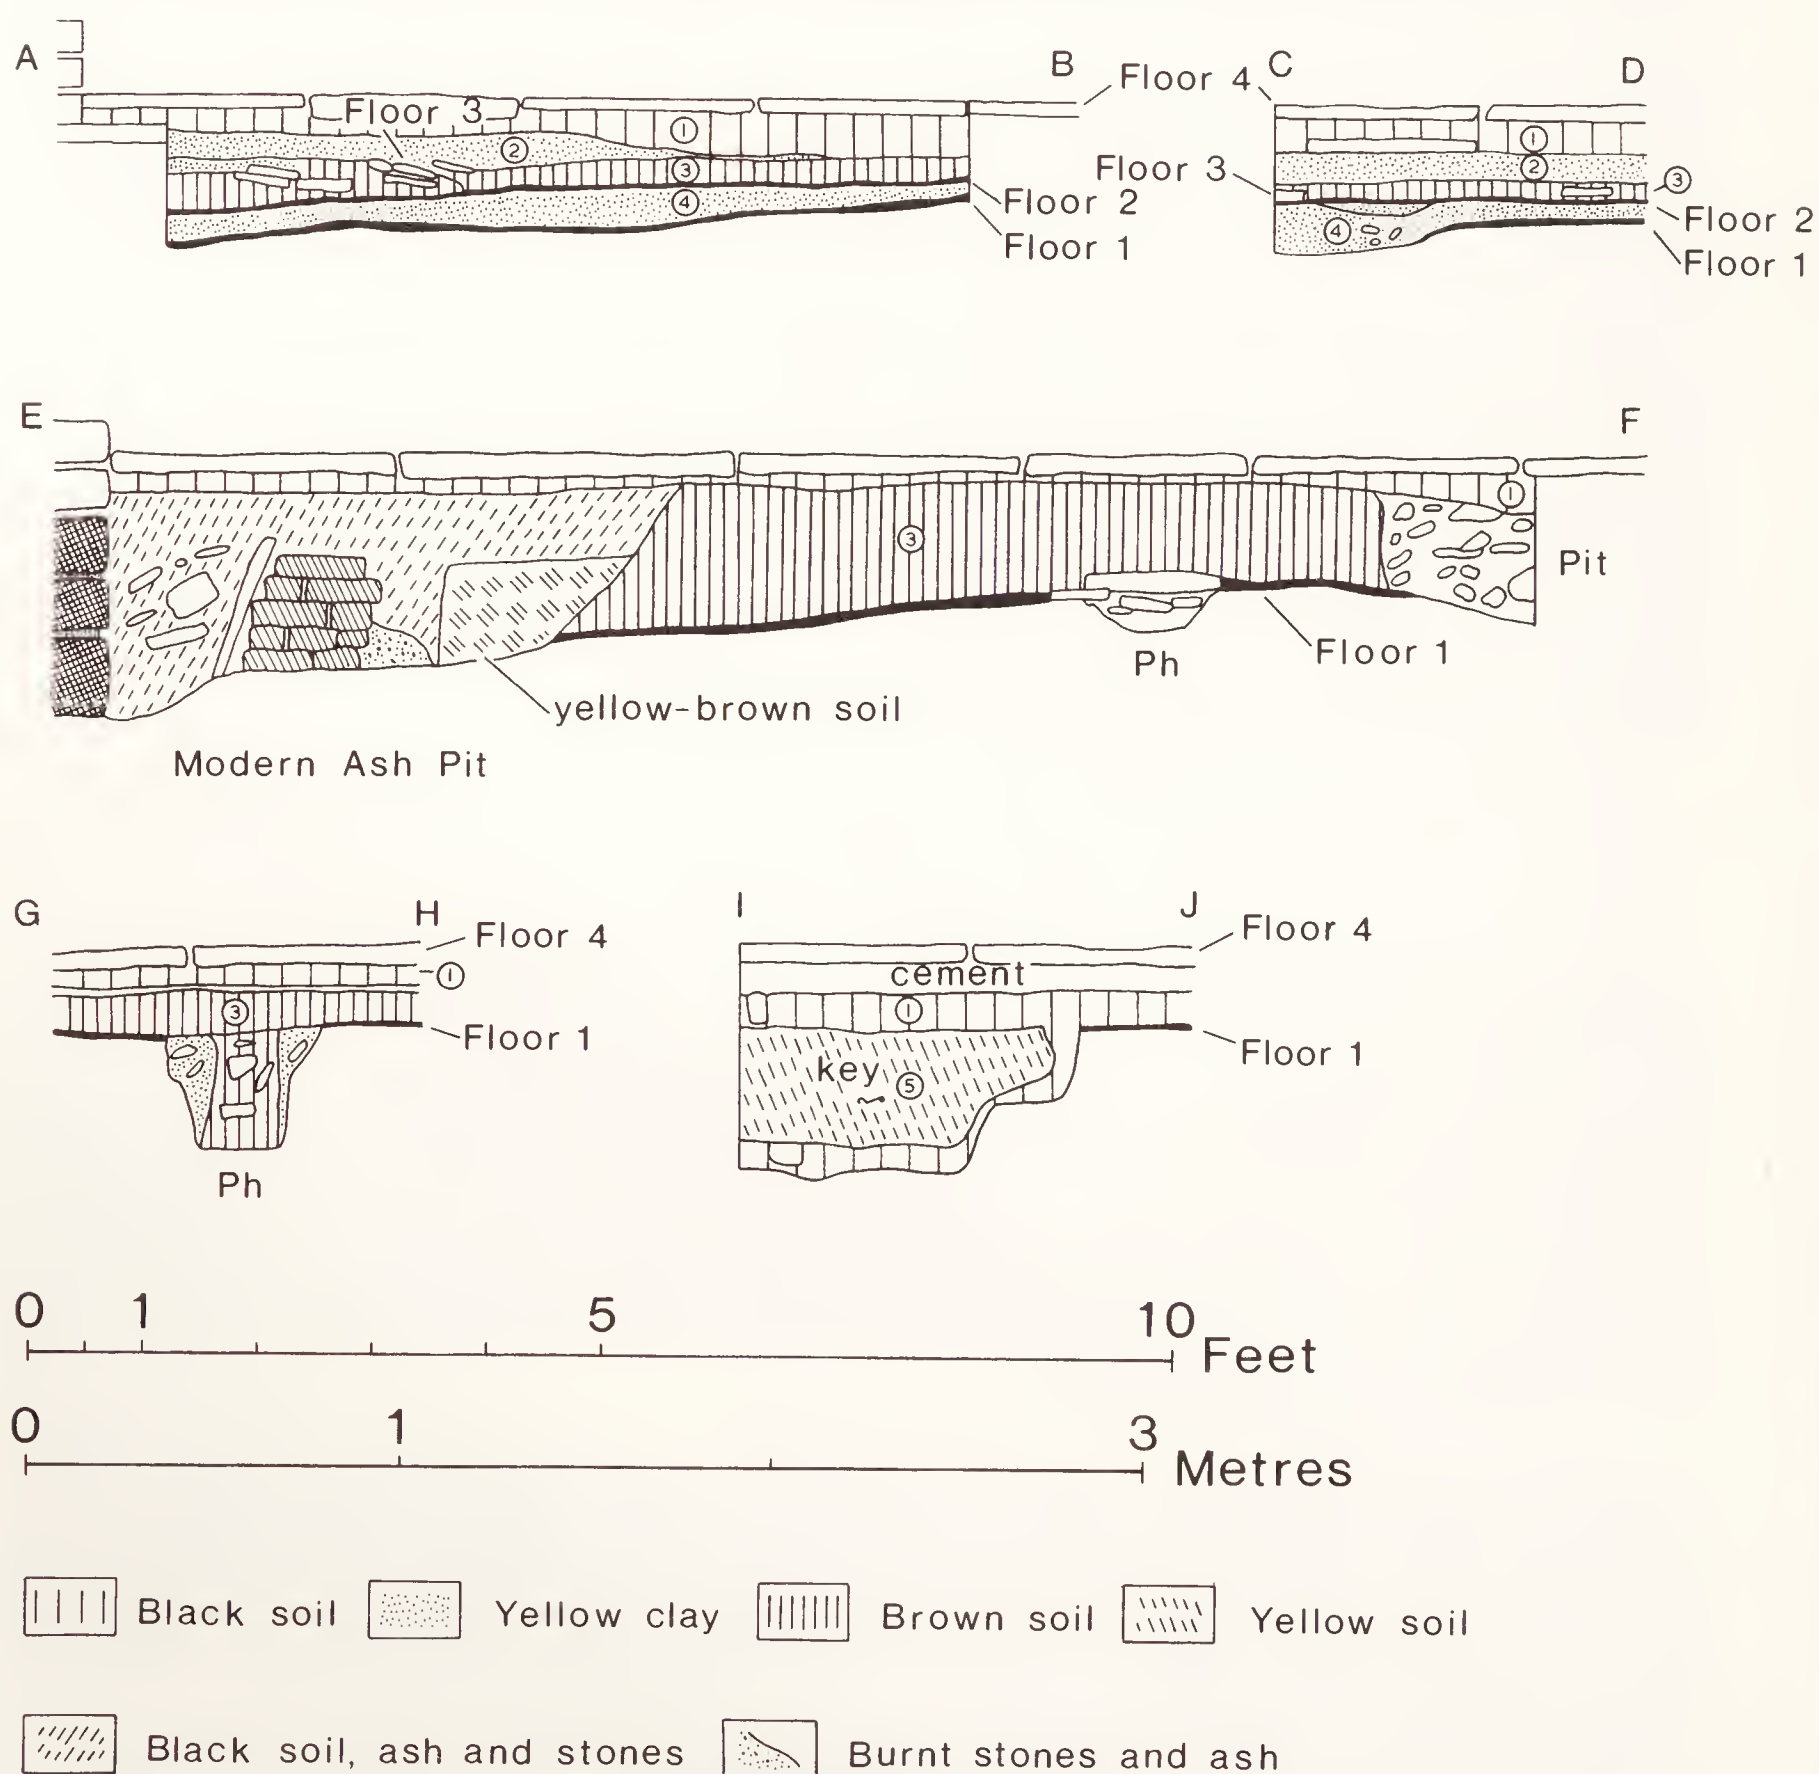 A
B
Floor 4
C
D
Floor 3
1
2
3
4
Floor 2
Floor 1
Floor 3
1
2
3
4
Floor 2
Floor 1
E
F
1
3
Pit
Ph
Floor 1
yellow-brown soil
Modern Ash Pit
G
H
Floor 4
1
3
Floor 1
Ph
I
J
Floor 4
cement
1
key
5
Floor 1
0 1 5 10
Feet
0 1 3
Metres
Black soil
Yellow clay
Brown soil
Yellow soil
Black soil, ash and stones
Burnt stones and ash